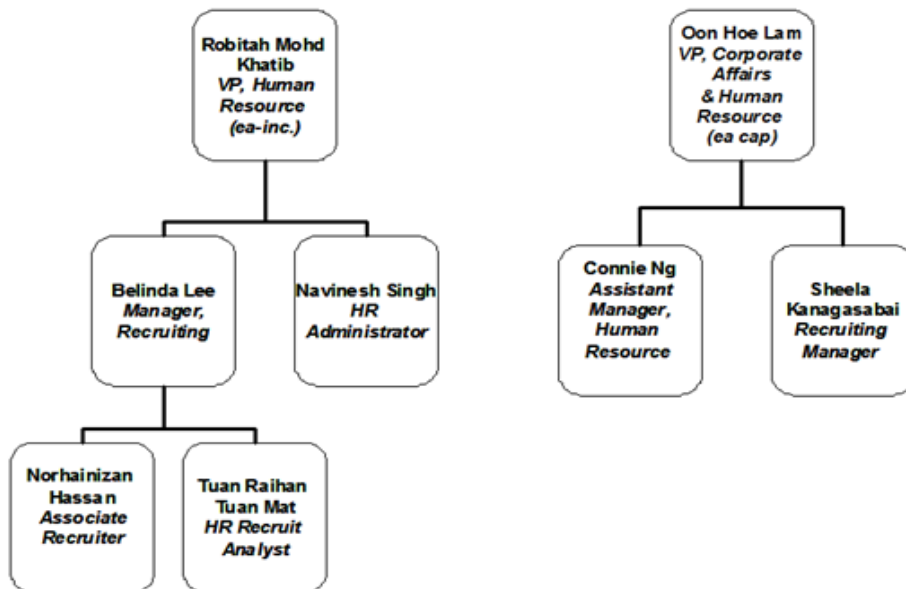 Robitah Mohd
Khatib
VP, Human
Resource
(ea-inc.)
Oon Hoe Lam
VP, Corporate
Affairs
& Human
Resource
(ea cap)
Belinda Lee
Manager,
Recruiting
Navinesh Singh
HR
Administrator
Connie Ng
Assistant
Manager,
Human
Resource
Sheela
Kanagasabai
Recruiting
Manager
Norhainizan
Hassan
Associate
Recruiter
Tuan Raihan
Tuan Mat
HR Recruit
Analyst